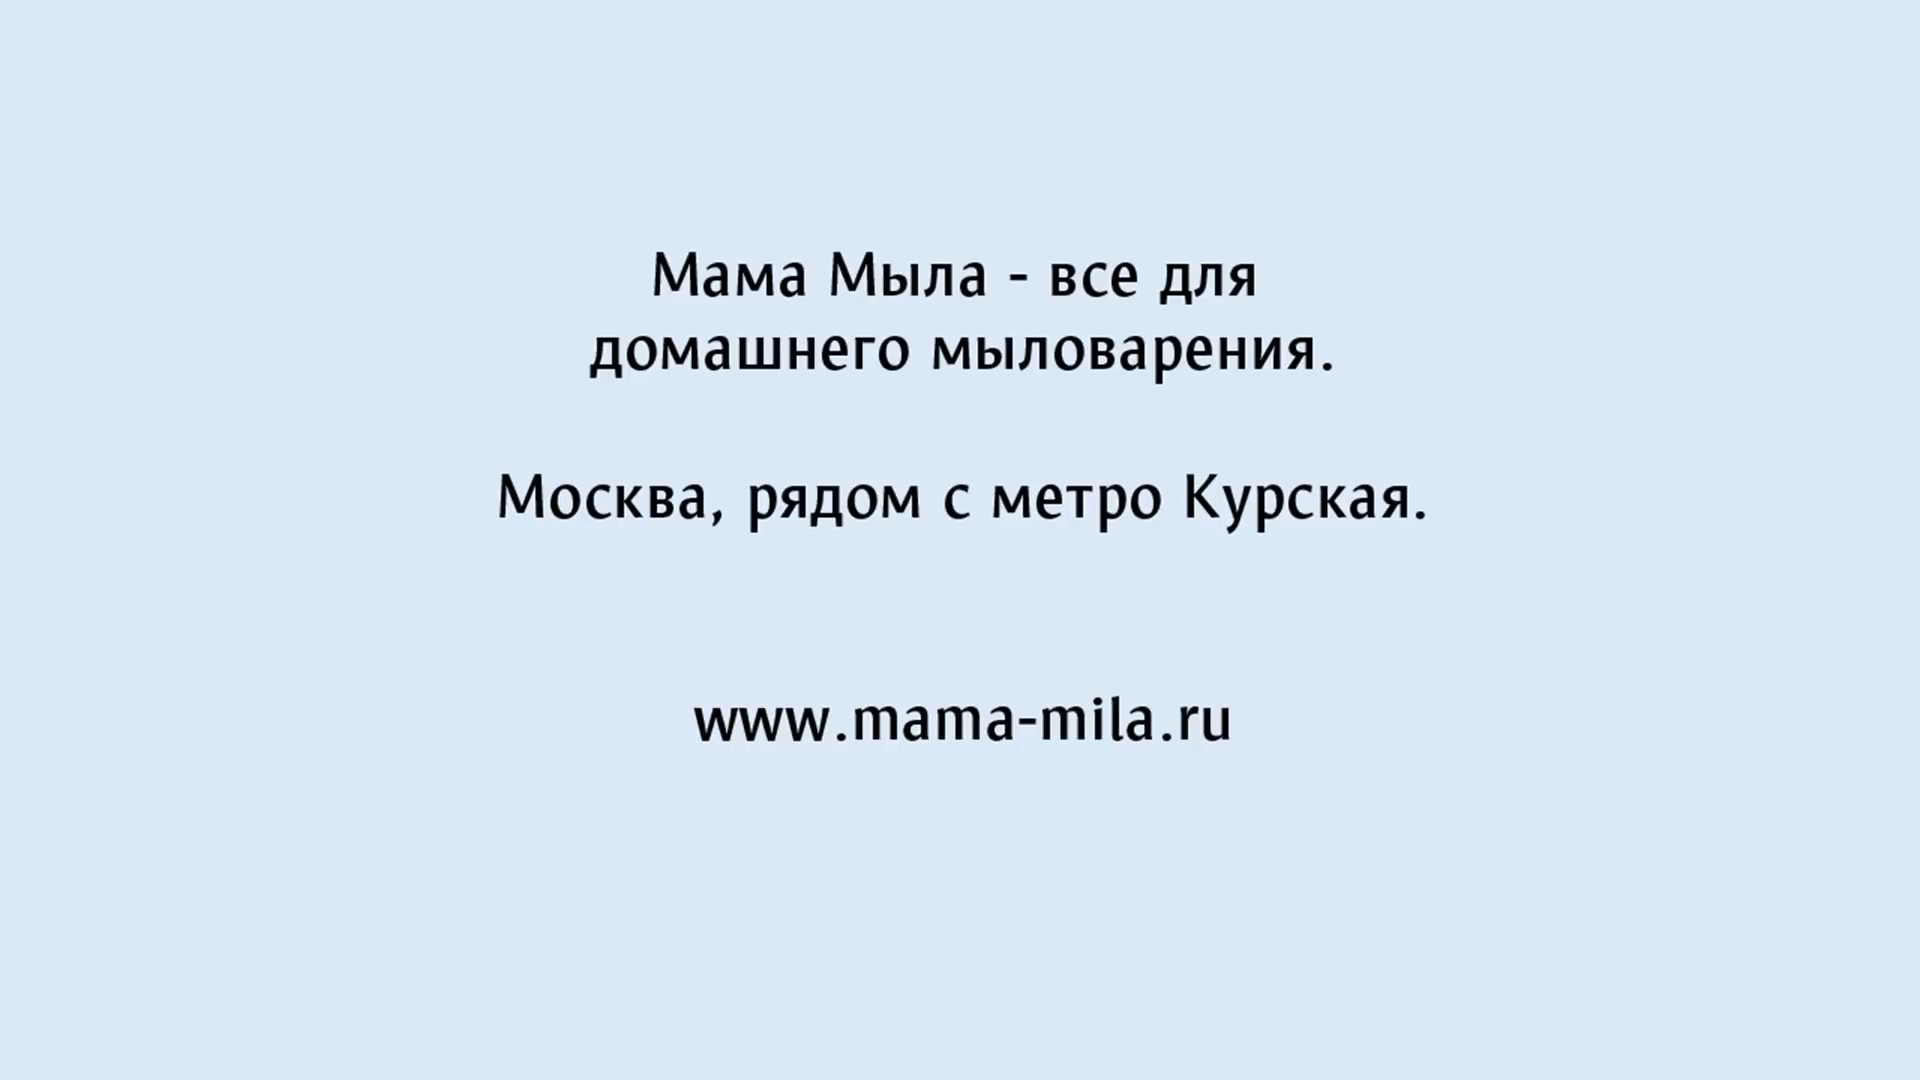 Мама Мыла - все для
домашнего мыловарения.
Москва, рядом с метро Курская.
www.mama-mila.ru